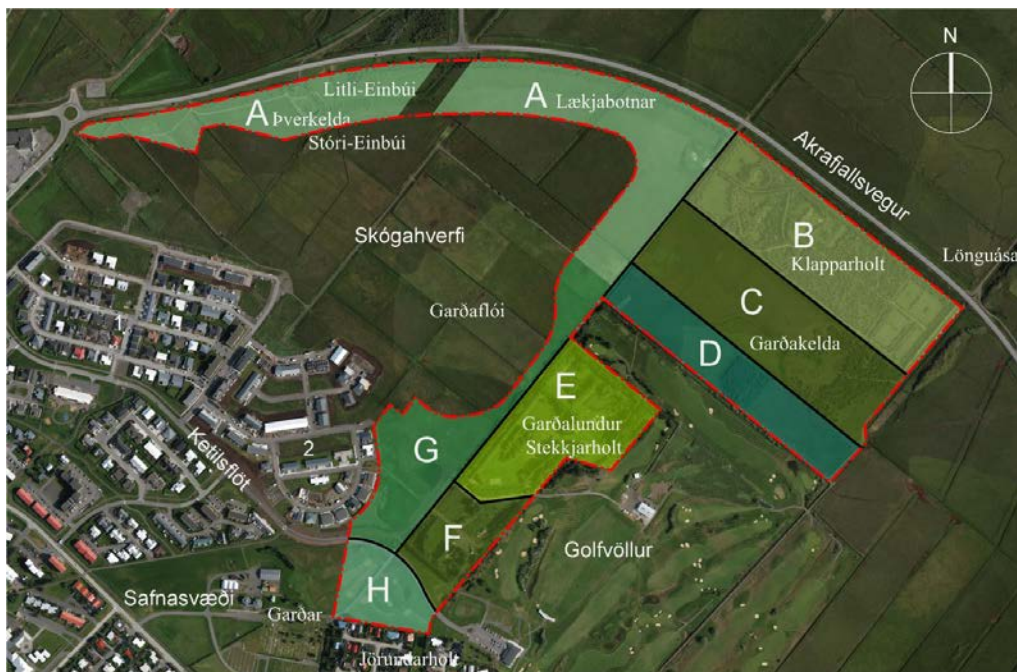 N
Litli-Einbúi
A
A
Lækjabotnar
Þverkelda
Stóri-Einbúi
Akrafjallsvegur
B
Skógahverfi
Klapparholt
Lönguása
C
Garðaflói
1
Garðakelda
D
E
Garðalundur
Stekkjarholt
2
G
Ketilsflöt
F
Golfvöllur
H
Safnasvæði
Garðar
Jörundarholt